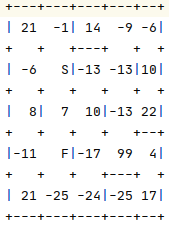 +---+---+---+---+---+
| 21  -1| 14  -9 -6|
+   +   +---+   +   +
| -6   S|-13 -13|10|
+   +   +   +   +   +
|  8|  7  10|-13 22|
+   +   +   +   +--+
|-11   F|-17  99  4|
+   +   +   +---+   +
| 21 -25 -24|-25 17|
+---+---+---+---+--+